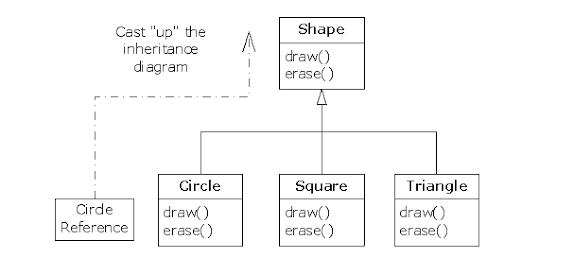 Cast "up" the
inheritance
diagram
Shape
draw()
erase()
Circle
Reference
Circle
draw()
erase()
Square
draw()
erase()
Triangle
draw()
erase()